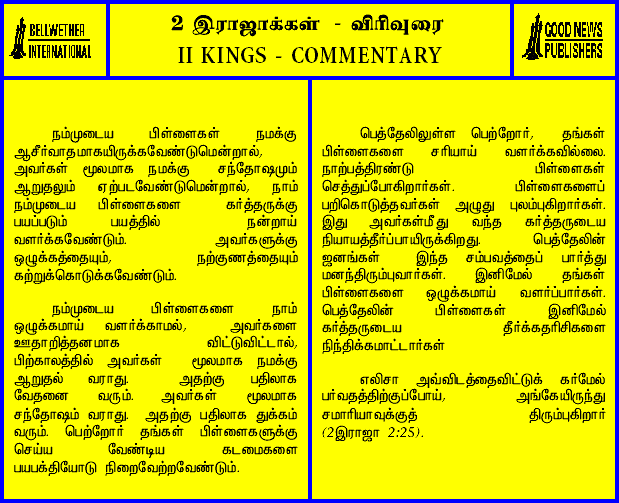 BELLWETHER
INTERNATIONAL
2 இராஜாக்கள் - விரிவுரை
II KINGS - COMMENTARY
GOOD NEWS
PUBLISHERS
நம்முடைய பிள்ளைகள் நமக்கு
ஆசீர்வாதமாகயிருக்கவேண்டுமென்றால்,
அவர்கள் மூலமாக நமக்கு சந்தோஷமும்
ஆறுதலும் ஏற்படவேண்டுமென்றால், நாம்
நம்முடைய பிள்ளைகளை கர்த்தருக்கு
பயப்படும் பயத்தில் நன்றாய்
வளர்க்கவேண்டும். அவர்களுக்கு
ஒழுக்கத்தையும், நற்குணத்தையும்
கற்றுக்கொடுக்கவேண்டும்.
நம்முடைய பிள்ளைகளை நாம்
ஒழுக்கமாய் வளர்க்காமல், அவர்களை
ஊதாறித்தனமாக விட்டுவிட்டால்,
பிற்காலத்தில் அவர்கள் மூலமாக நமக்கு
ஆறுதல் வராது. அதற்கு பதிலாக
வேதனை வரும். அவர்கள் மூலமாக
சந்தோஷம் வராது. அதற்கு பதிலாக துக்கம்
வரும். பெற்றோர் தங்கள் பிள்ளைகளுக்கு
செய்ய வேண்டிய கடமைகளை
பயபக்தியோடு நிறைவேற்றவேண்டும்.
பெத்தேலிலுள்ள பெற்றோர், தங்கள்
பிள்ளைகளை சரியாய் வளர்க்கவில்லை.
நாற்பத்திரண்டு பிள்ளைகள்
செத்துப்போகிறார்கள். பிள்ளைகளைப்
பறிகொடுத்தவர்கள் அழுது புலம்புகிறார்கள்.
இது அவர்கள்மீது வந்த கர்த்தருடைய
நியாயத்தீர்ப்பாயிருக்கிறது. பெத்தேலின்
ஜனங்கள் இந்த சம்பவத்தைப் பார்த்து
மனந்திரும்புவார்கள். இனிமேல் தங்கள்
பிள்ளைகளை ஒழுக்கமாய் வளர்ப்பார்கள்.
பெத்தேலின் பிள்ளைகள் இனிமேல்
கர்த்தருடைய தீர்க்கதரிசிகளை
நிந்திக்கமாட்டார்கள்
எலிசா அவ்விடத்தைவிட்டுக் கர்மேல்
பர்வதத்திற்குப்போய், அங்கேயிருந்து
சமாரியாவுக்குத் திரும்புகிறார்
(2இராஜா 2:25).